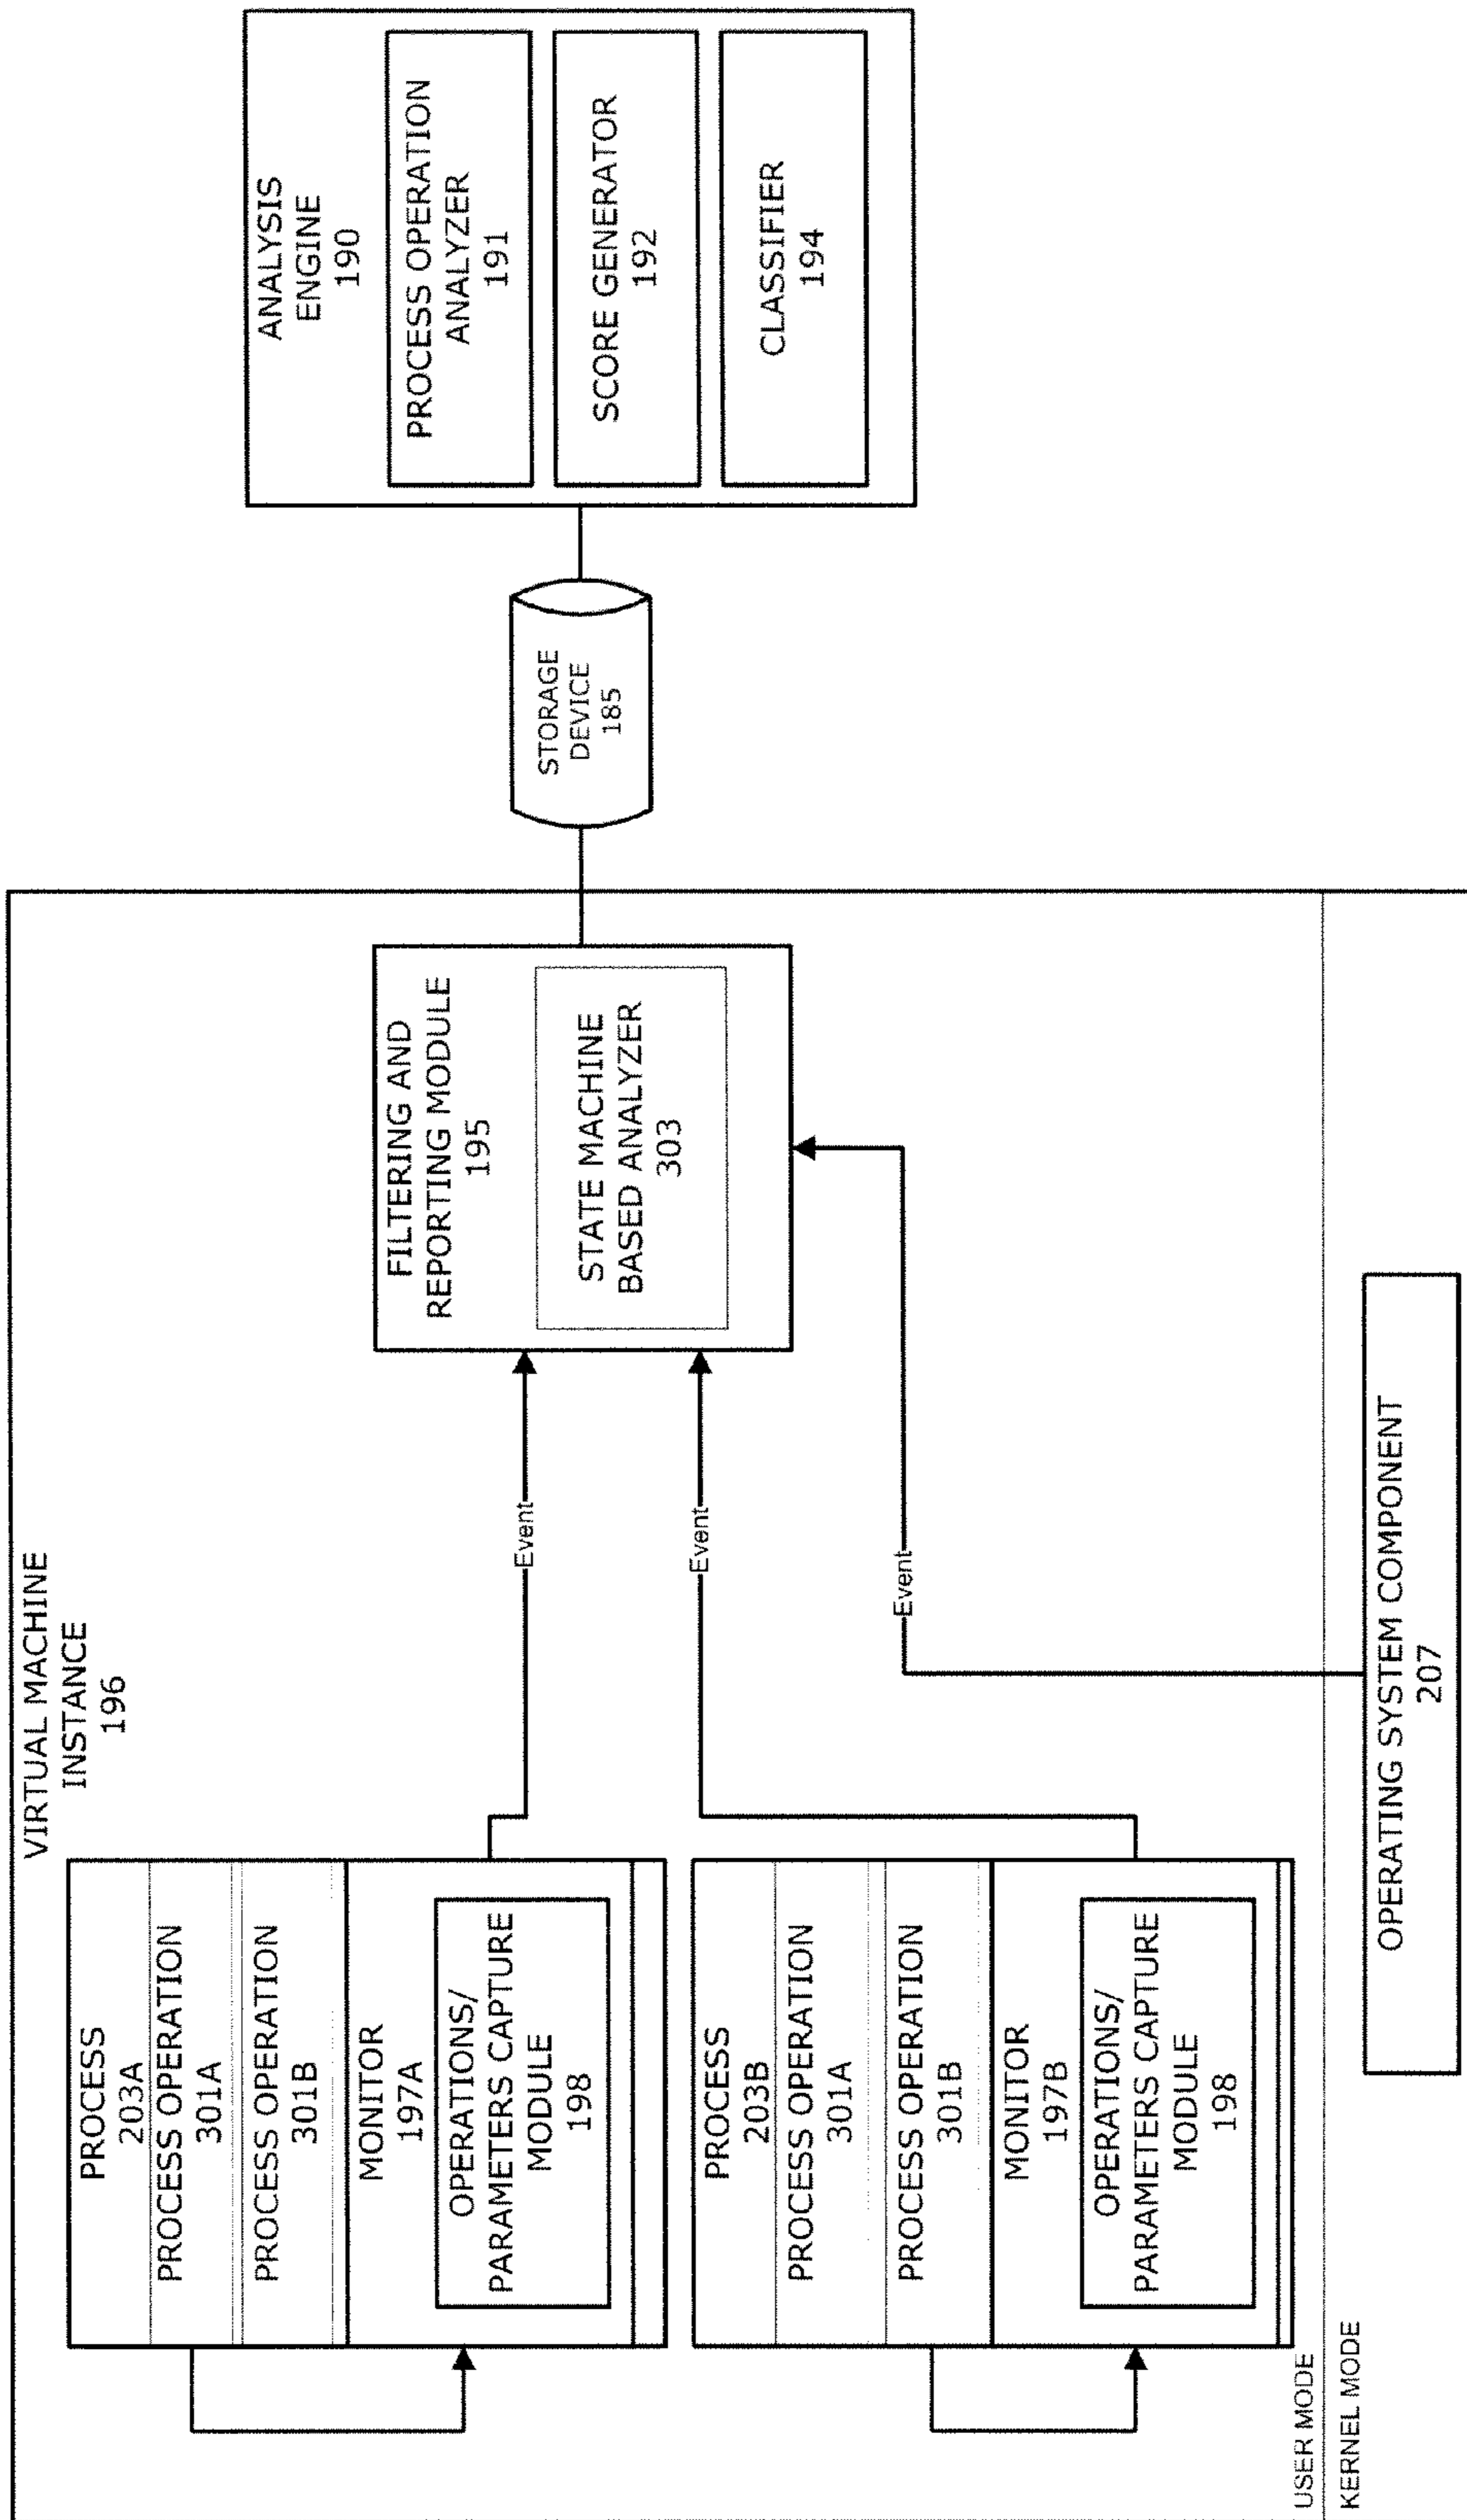 VIRTUAL MACHINE
INSTANCE
196
PROCESS
203A
PROCESS OPERATION
301A
PROCESS OPERATION
301B
MONITOR
197A
OPERATIONS/
PARAMETERS CAPTURE
MODULE
198
PROCESS
203B
PROCESS OPERATION
301A
PROCESS OPERATION
301B
MONITOR
197B
OPERATIONS/
PARAMETERS CAPTURE
MODULE
198
Event
Event
Event
FILTERING AND
REPORTING MODULE
195
STATE MACHINE
BASED ANALYZER
303
USER MODE
KERNEL MODE
OPERATING SYSTEM COMPONENT
207
STORAGE
DEVICE
185
ANALYSIS
ENGINE
190
PROCESS OPERATION
ANALYZER
191
SCORE GENERATOR
192
CLASSIFIER
194